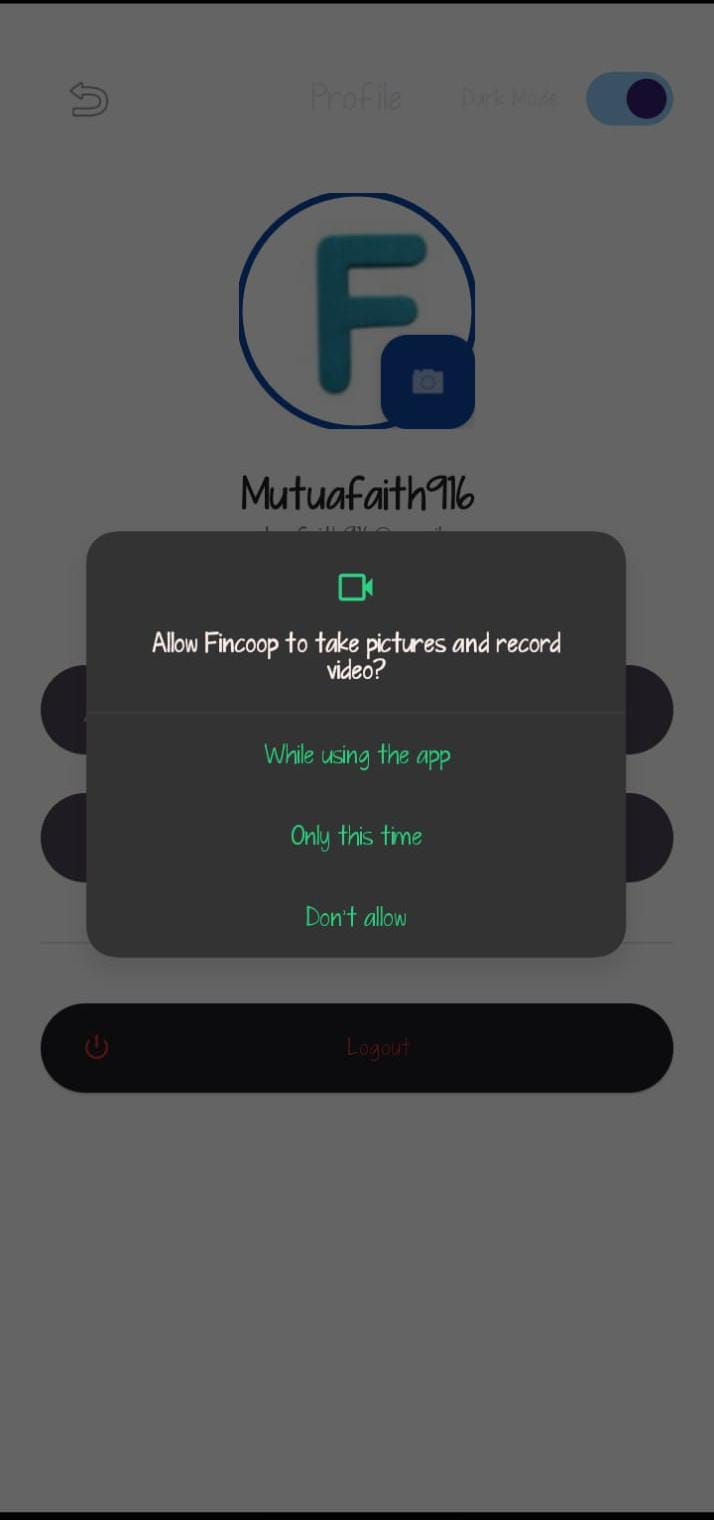 Profile
Dark Mode
F
Mutuafaith916
Allow Fincoop to take pictures and record
video?
While using the app
Only this time
Don't allow
Logout